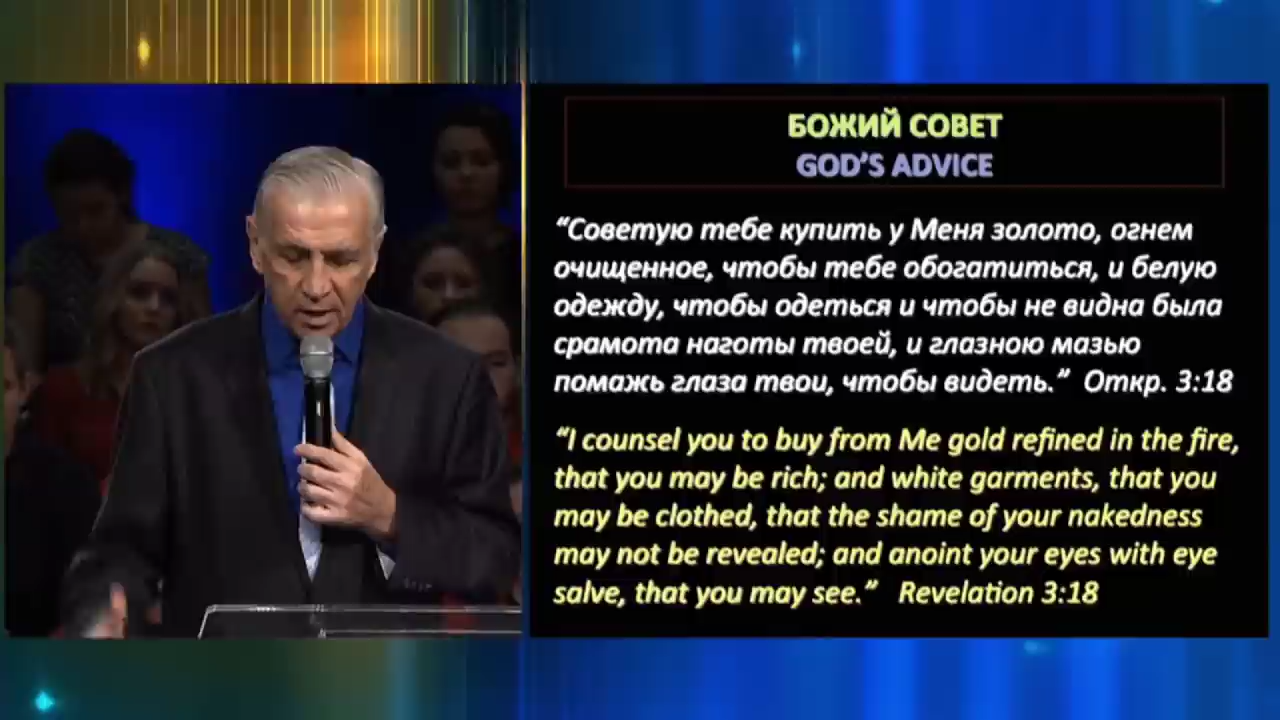 БОЖИЙ СОВЕТ
GOD'S ADVICE
“Советую тебе купить у Меня золото, огнем
очищенное, чтобы тебе обогатиться, и белую
одежду, чтобы одеться и чтобы не видна была
срамота наготы твоей, и глазною мазью
помажь глаза твои, чтобы видеть.” Откр. 3:18
“I counsel you to buy from Me gold refined in the fire,
that you may be rich; and white garments, that you
may be clothed, that the shame of your nakedness
may not be revealed; and anoint your eyes with eye
salve, that you may see.” Revelation 3:18